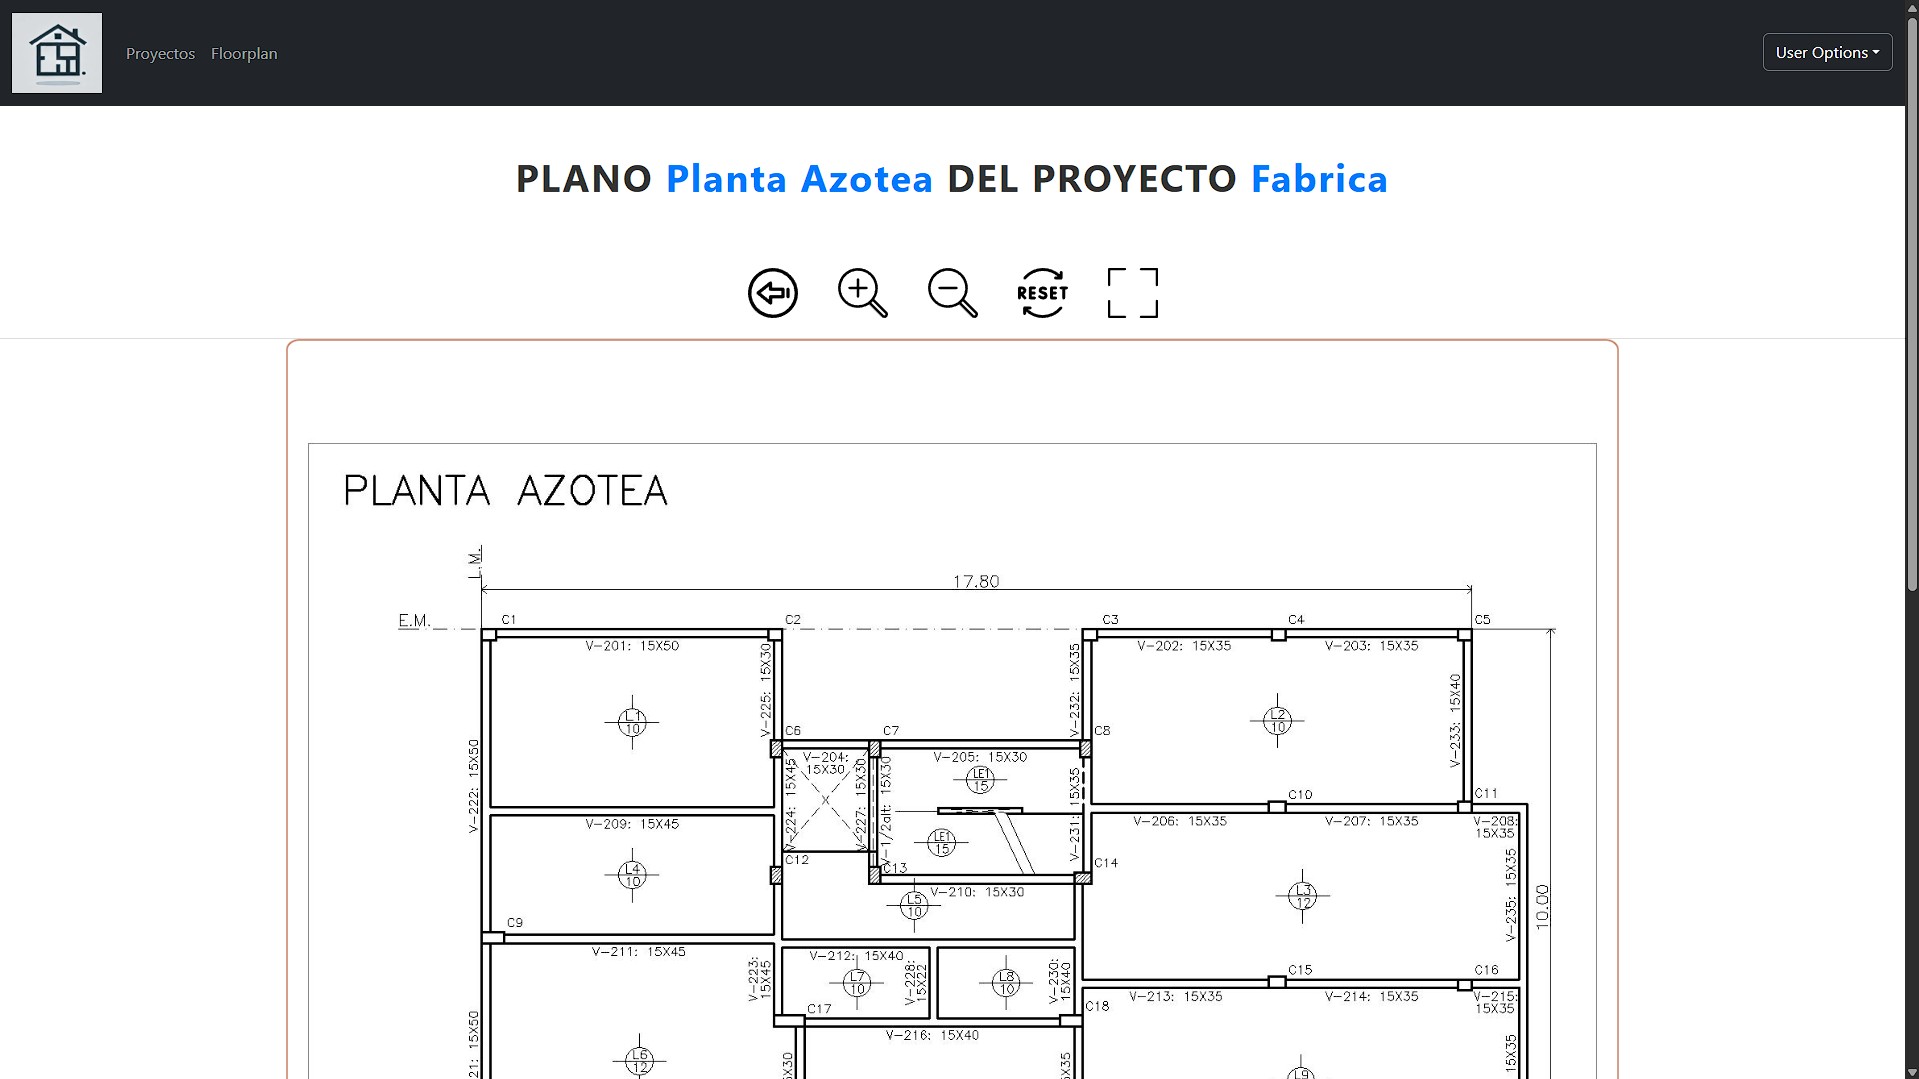 Proyectos Floorplan User Options
PLANO Planta Azotea DEL PROYECTO Fabrica
RESET
PLANTA AZOTEA
L.M.
17.80
E.M. C1 C2 C3 C4 C5
V-201: 15X50
V-225: 15X30
V-232: 15X35
V-202: 15X35
V-203: 15X35
V-233: 15X40
L1
10
L2
10
C6 C7 C8
V-222: 15X50
V-204:
15X30
V-224: 15X45
V-227: 15X30
V-1/2alt: 15X30
V-205: 15X30
LE1
15
V-231: 15X35
C10 C11
V-209: 15X45
V-206: 15X35
V-207: 15X35
V-208:
15X35
LE1
15
C12 C13 C14
L4
10
V-210: 15X30
L5
10
L3
12
V-235: 15X35
10.00
C9
V-211: 15X45
V-223:
15X45
V-212: 15X40
L7
10
V-228:
15X22
L8
10
V-230:
15X40
C15 C16
V-213: 15X35
V-214: 15X35
V-215:
15X35
C17 C18
V-216: 15X40
21: 15X50
L6
12
X30
X35
L9
15X35